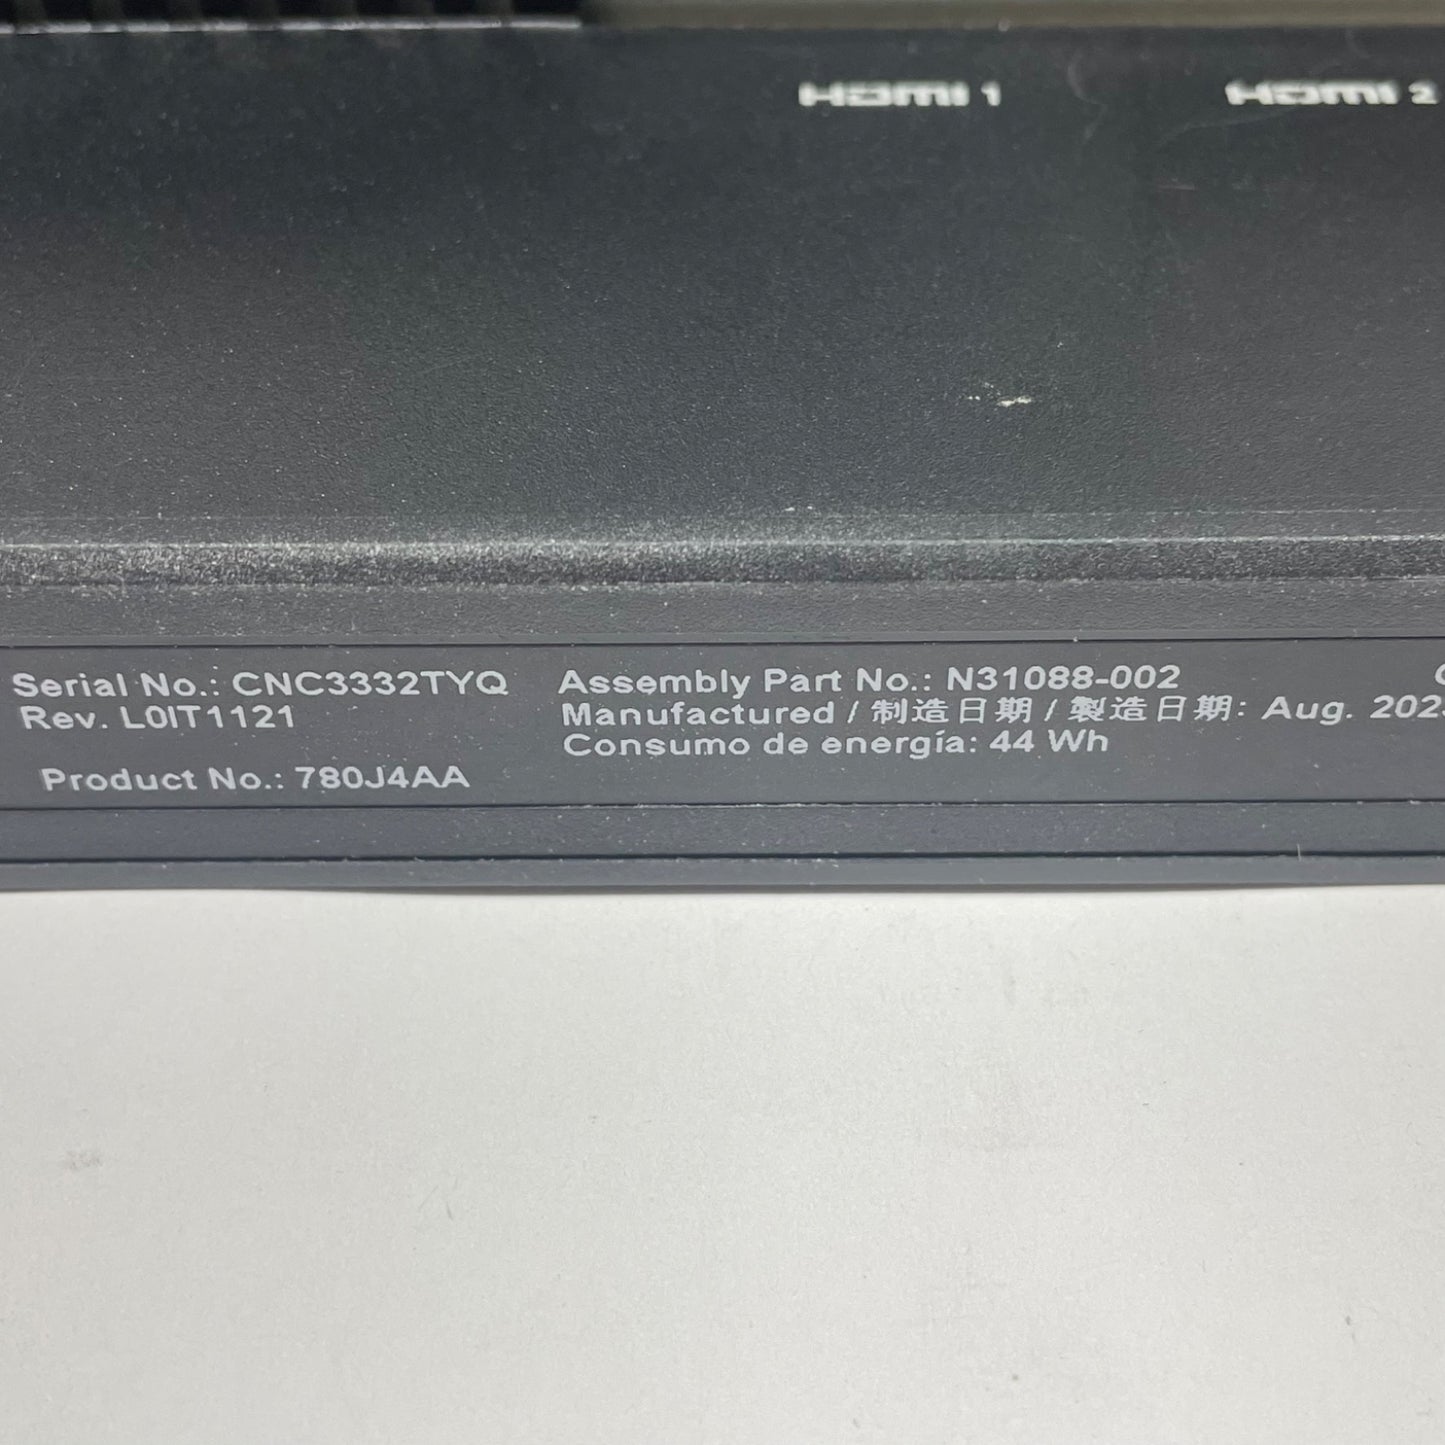 HDMI 1 HDMI 2
Serial No.: CNC3332TYQ Assembly Part No.: N31088-002
Rev. L0IT1121 Manufactured / 制造日期 / 製造日期: Aug.
Consumo de energía: 44 Wh
Product No.: 780J4AA